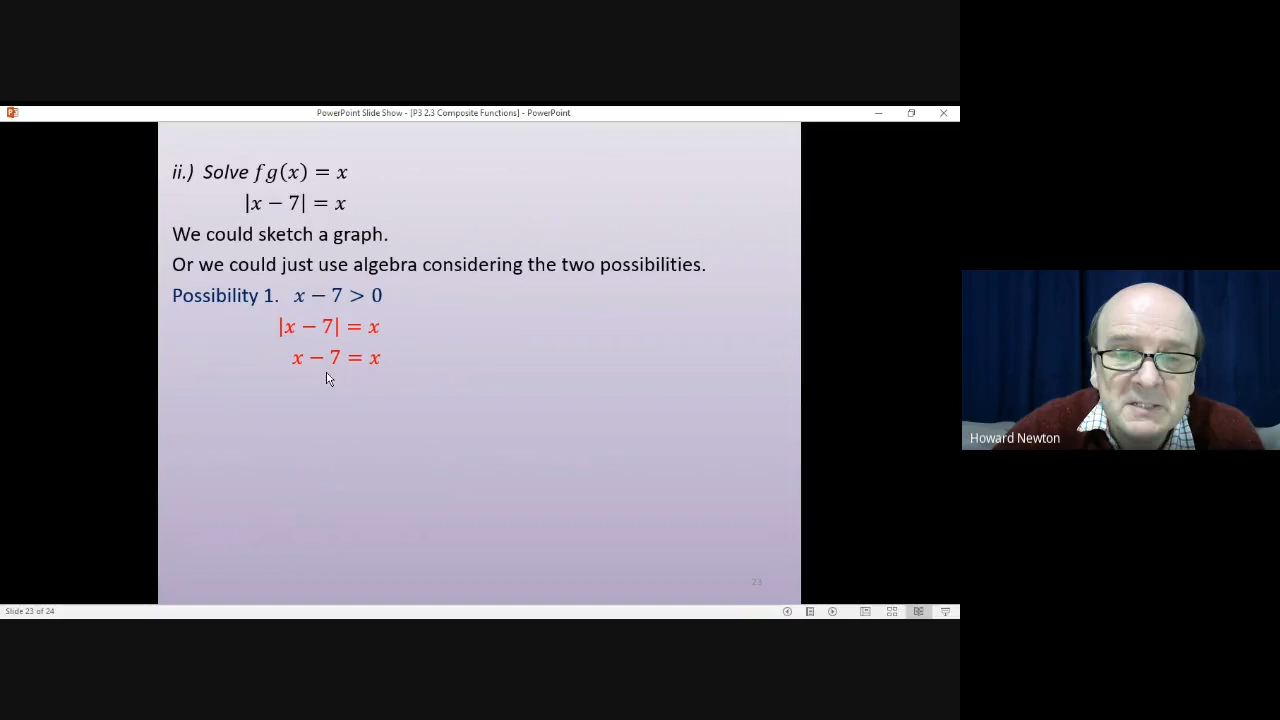 PowerPoint Slide Show - [P3 2.3 Composite Functions] - PowerPoint
ii.) Solve fg(x) = x
|x − 7| = x
We could sketch a graph.
Or we could just use algebra considering the two possibilities.
Possibility 1. x − 7 > 0
|x − 7| = x
x − 7 = x
Howard Newton
23
Slide 23 of 24